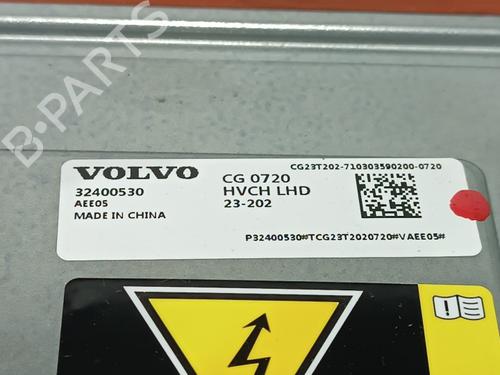 B-PARTS
CG23T202-710303590200-0720
VOLVO
CG 0720
32400530
HVCH LHD
AEE05
23-202
MADE IN CHINA
P32400530#TCG23T2020720#VAEE05#